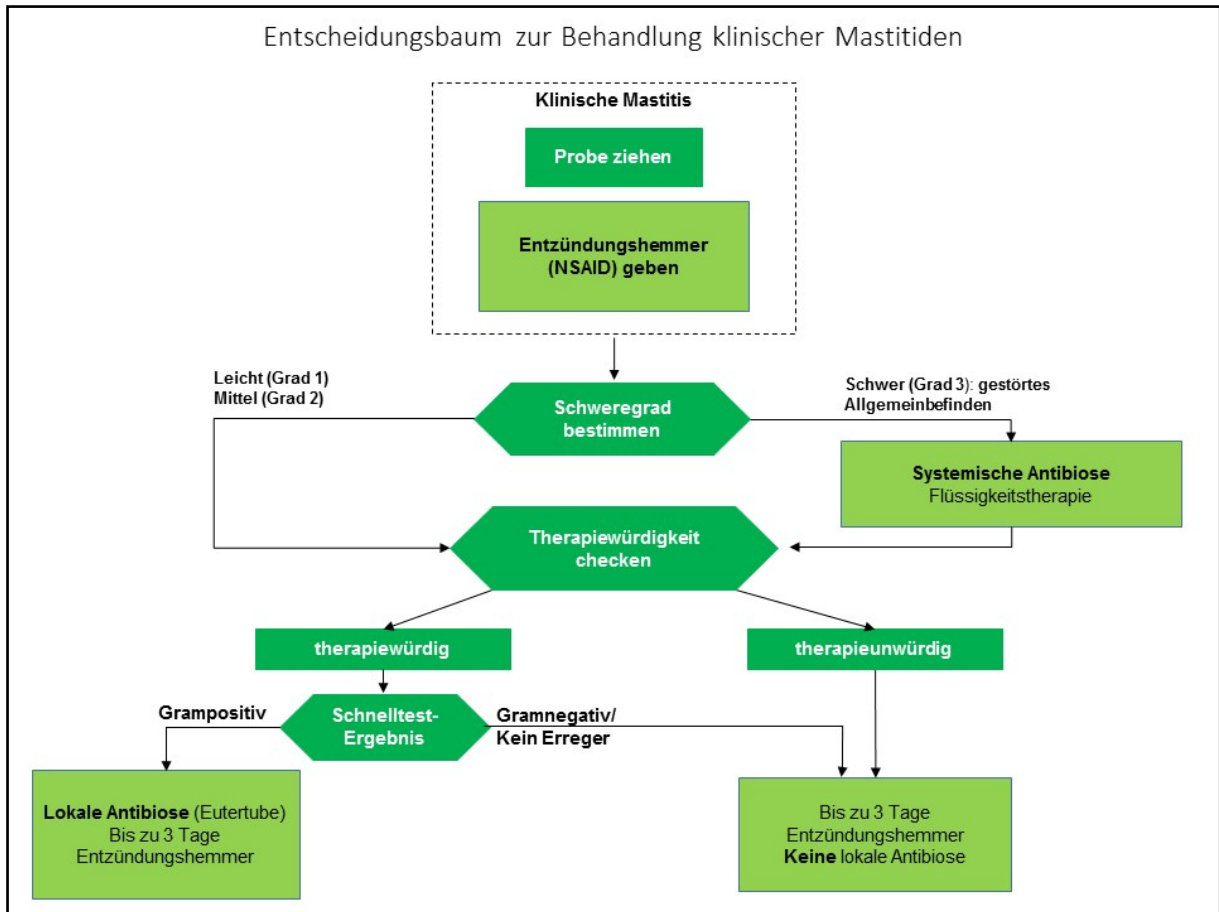 Entscheidungsbaum zur Behandlung klinischer Mastitiden
Klinische Mastitis
Probe ziehen
Entzündungshemmer
(NSAID) geben
Leicht (Grad 1)
Mittel (Grad 2)
Schweregrad
bestimmen
Schwer (Grad 3): gestörtes
Allgemeinbefinden
Systemische Antibiose
Flüssigkeitstherapie
Therapiewürdigkeit
checken
therapiewürdig
therapieunwürdig
Grampositiv
Schnelltest-
Ergebnis
Gramnegativ/
Kein Erreger
Lokale Antibiose (Eutertube)
Bis zu 3 Tage
Entzündungshemmer
Bis zu 3 Tage
Entzündungshemmer
Keine lokale Antibiose